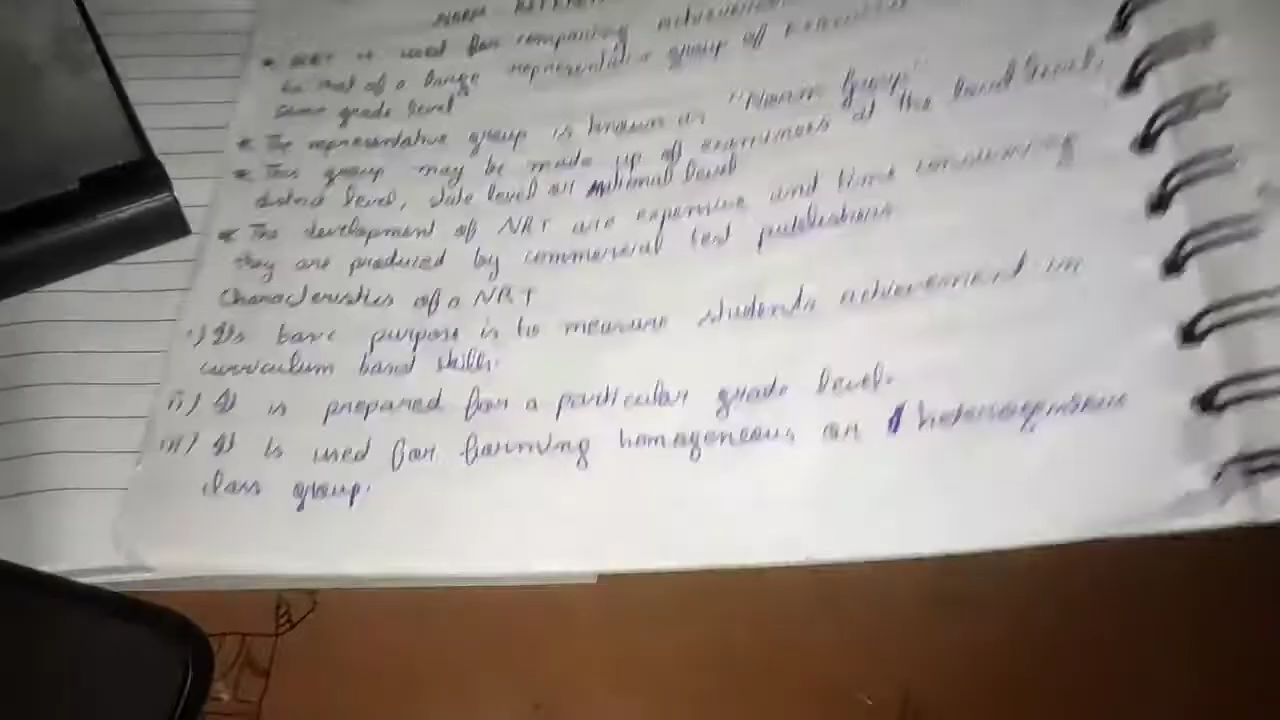 * NRT is used for comparing achievement
to that of a large representative group of
same grade level"
* The representative group is known as "Norm Group."
* This group may be made up of examinees at the local level,
district level, state level or national level
* The development of NRT are expensive and time consuming
they are produced by commercial test publications
Characteristics of a NRT
i) Its basic purpose is to measure students achievement in
curriculum based skills.
ii) It is prepared for a particular grade level.
iii) It is used for forming homogeneous or heterogeneous
class group.